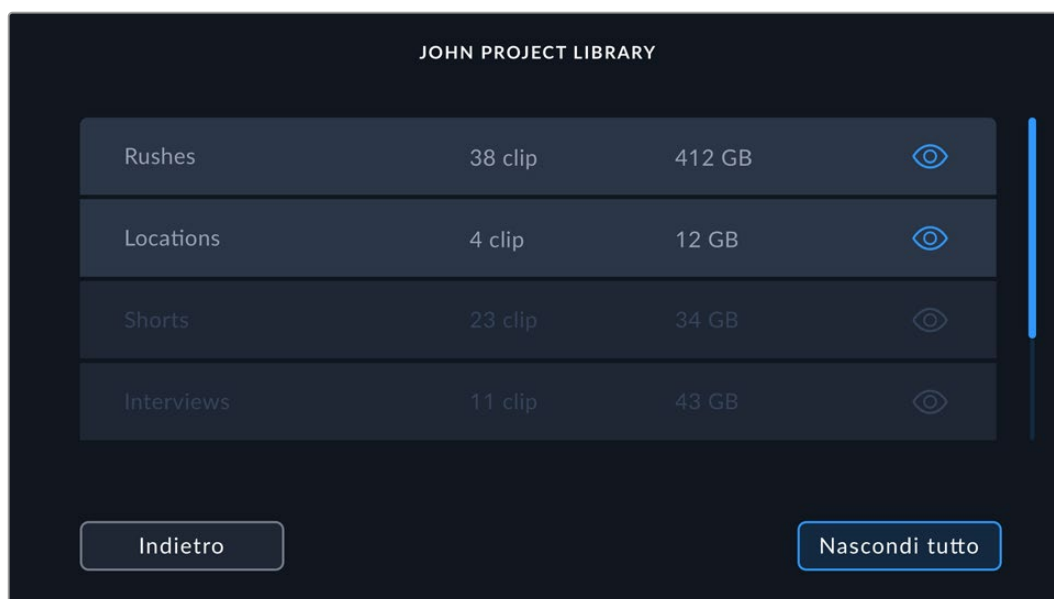 JOHN PROJECT LIBRARY
Rushes 38 clip 412 GB
Locations 4 clip 12 GB
Shorts 23 clip 34 GB
Interviews 11 clip 43 GB
Indietro Nascondi tutto